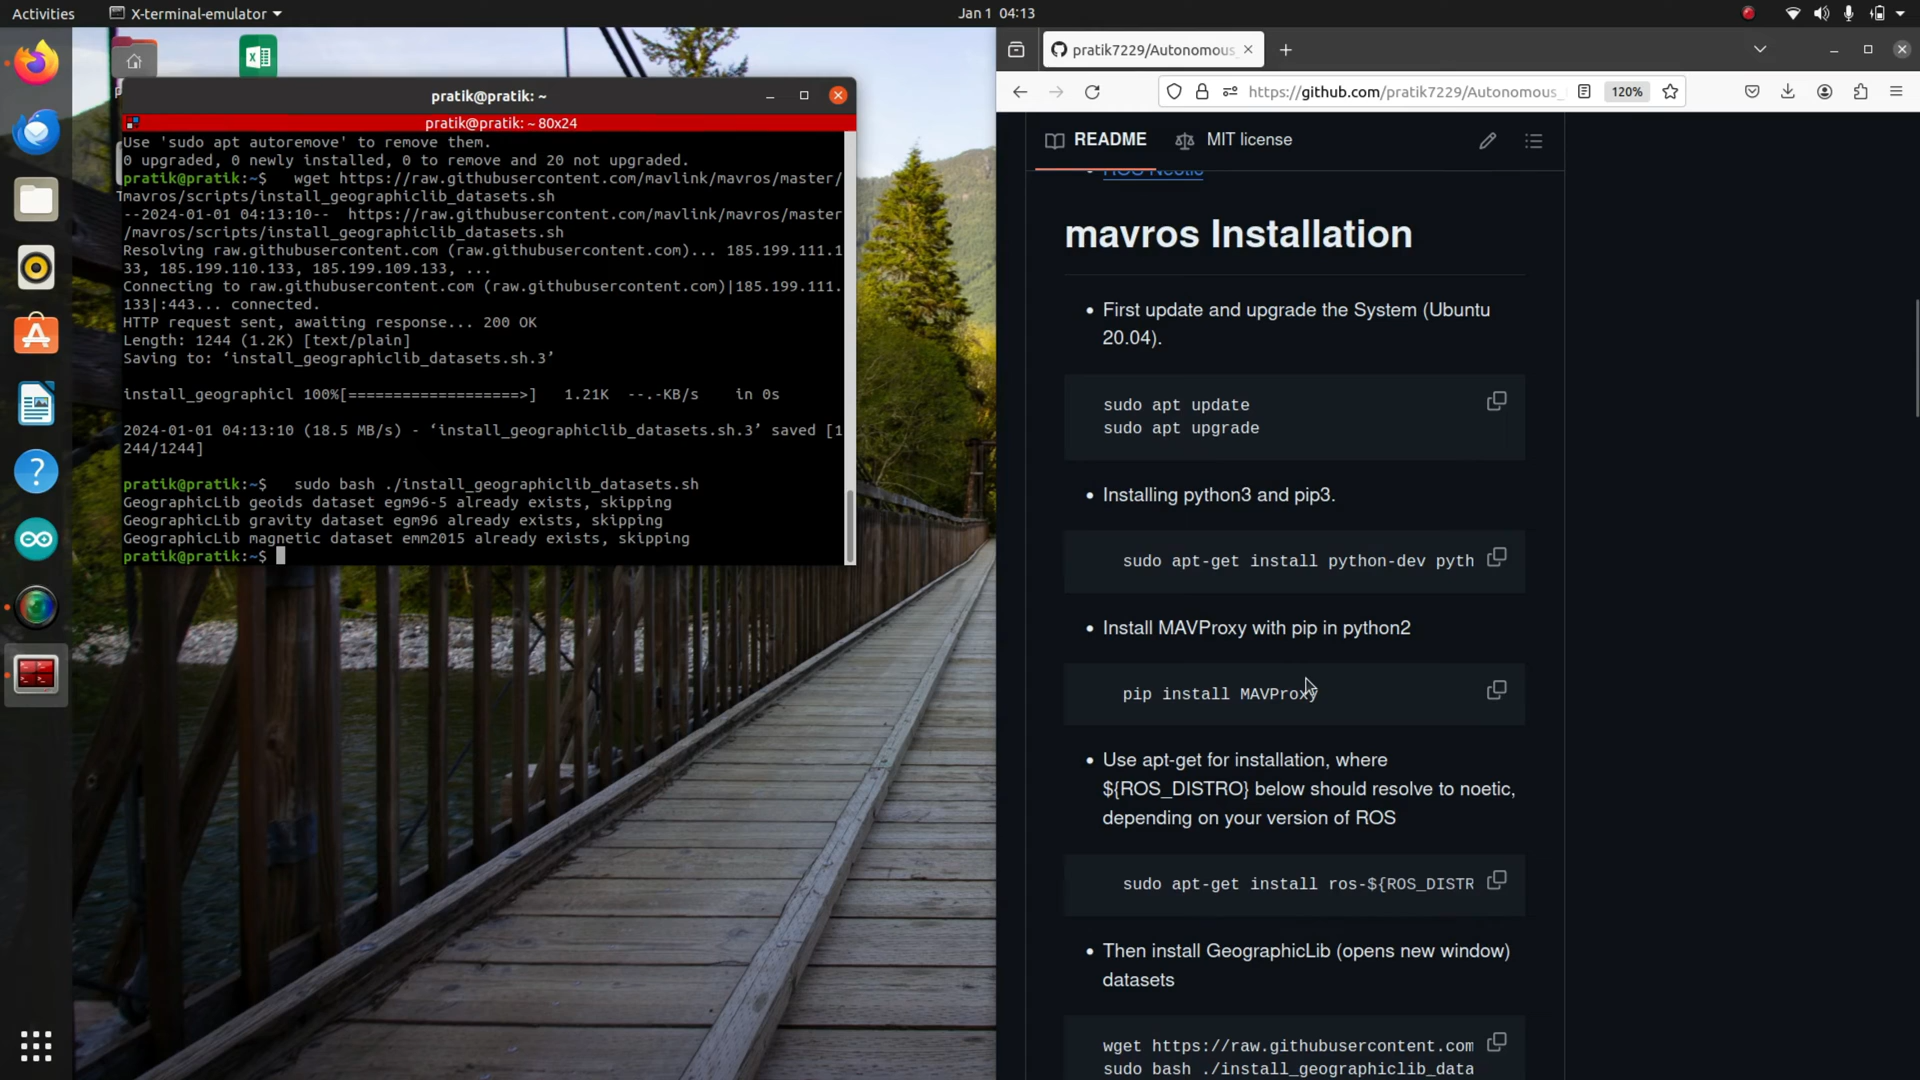 Activities
X-terminal-emulator
Jan 1 04:13
pratik@pratik: ~
pratik@pratik: ~ 80x24
Use 'sudo apt autoremove' to remove them.
0 upgraded, 0 newly installed, 0 to remove and 20 not upgraded.
pratik@pratik:~$   wget https://raw.githubusercontent.com/mavlink/mavros/master/
mavros/scripts/install_geographiclib_datasets.sh
--2024-01-01 04:13:10--  https://raw.githubusercontent.com/mavlink/mavros/master
/mavros/scripts/install_geographiclib_datasets.sh
Resolving raw.githubusercontent.com (raw.githubusercontent.com)... 185.199.111.1
33, 185.199.110.133, 185.199.109.133, ...
Connecting to raw.githubusercontent.com (raw.githubusercontent.com)|185.199.111.
133|:443... connected.
HTTP request sent, awaiting response... 200 OK
Length: 1244 (1.2K) [text/plain]
Saving to: ‘install_geographiclib_datasets.sh.3’
install_geographicl 100%[===================>]   1.21K  --.-KB/s    in 0s
2024-01-01 04:13:10 (18.5 MB/s) - ‘install_geographiclib_datasets.sh.3’ saved [1
244/1244]
pratik@pratik:~$   sudo bash ./install_geographiclib_datasets.sh
GeographicLib geoids dataset egm96-5 already exists, skipping
GeographicLib gravity dataset egm96 already exists, skipping
GeographicLib magnetic dataset emm2015 already exists, skipping
pratik@pratik:~$
pratik7229/Autonomous_
https://github.com/pratik7229/Autonomous_
120%
README
MIT license
ROS Neotic
mavros Installation
First update and upgrade the System (Ubuntu
20.04).
sudo apt update
sudo apt upgrade
Installing python3 and pip3.
sudo apt-get install python-dev pyth
Install MAVProxy with pip in python2
pip install MAVProxy
Use apt-get for installation, where
${ROS_DISTRO} below should resolve to noetic,
depending on your version of ROS
sudo apt-get install ros-${ROS_DISTR
Then install GeographicLib (opens new window)
datasets
wget https://raw.githubusercontent.com
sudo bash ./install_geographiclib_data